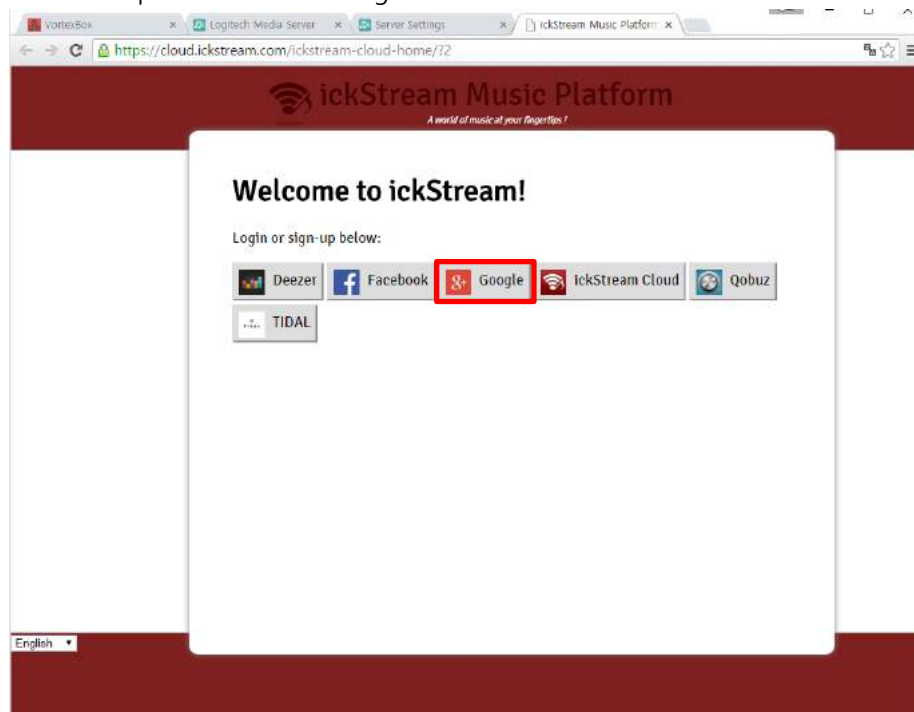 VortexBox
Logitech Media Server
Server Settings
ickStream Music Platform
https://cloud.ickstream.com/ickstream-cloud-home/?2
ickStream Music Platform
A world of music at your fingertips !
Welcome to ickStream!
Login or sign-up below:
Deezer
Facebook
Google
ickStream Cloud
Qobuz
TIDAL
English